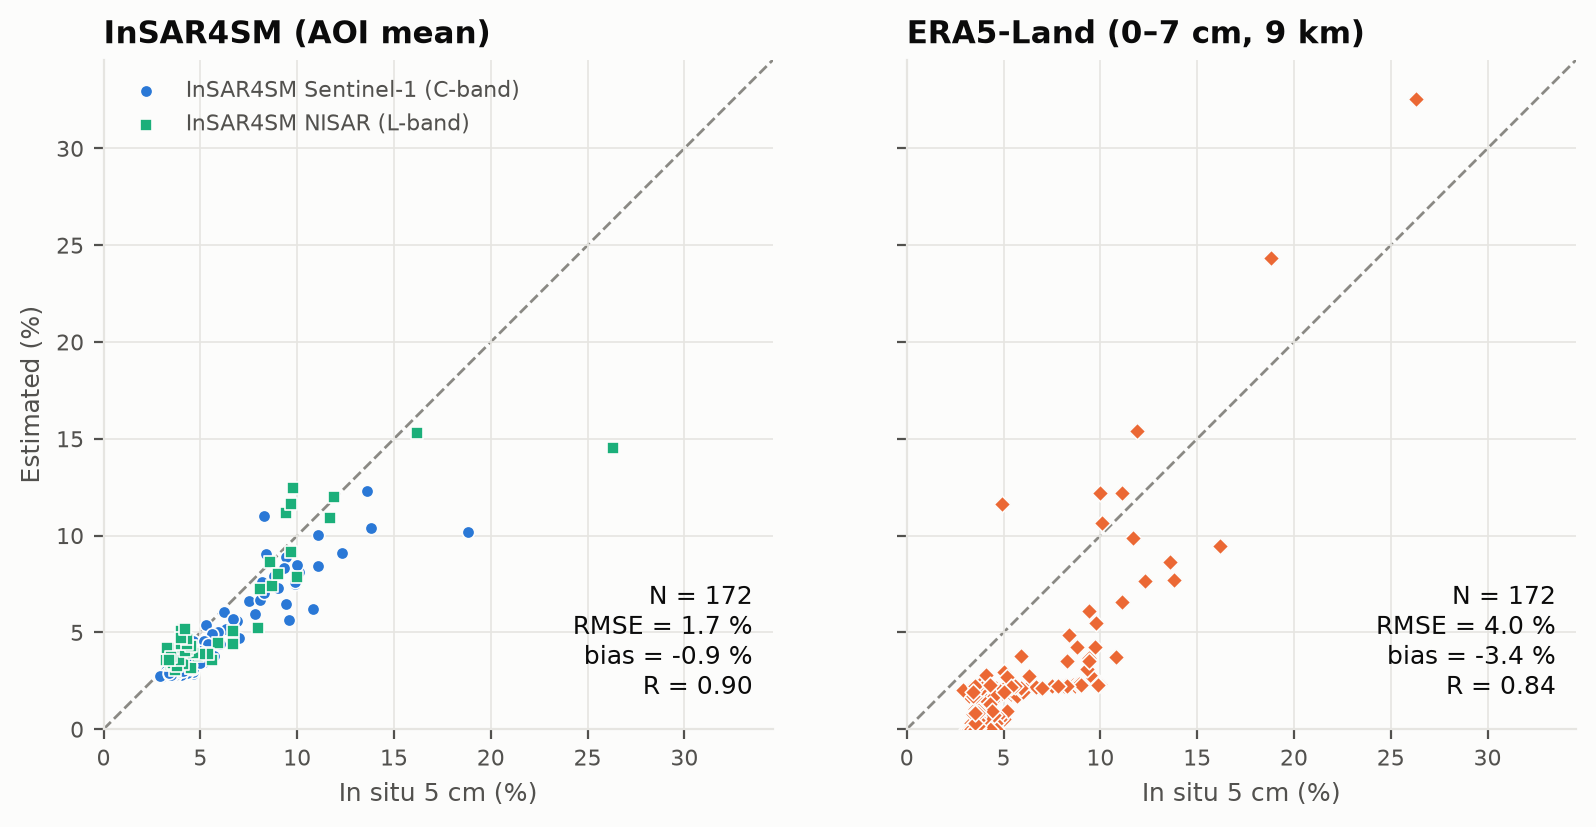 InSAR4SM (AOI mean)
InSAR4SM Sentinel-1 (C-band)
InSAR4SM NISAR (L-band)
Estimated (%)
30
25
20
15
10
5
0
N = 172
RMSE = 1.7 %
bias = -0.9 %
R = 0.90
0 5 10 15 20 25 30
In situ 5 cm (%)
ERA5-Land (0–7 cm, 9 km)
N = 172
RMSE = 4.0 %
bias = -3.4 %
R = 0.84
0 5 10 15 20 25 30
In situ 5 cm (%)